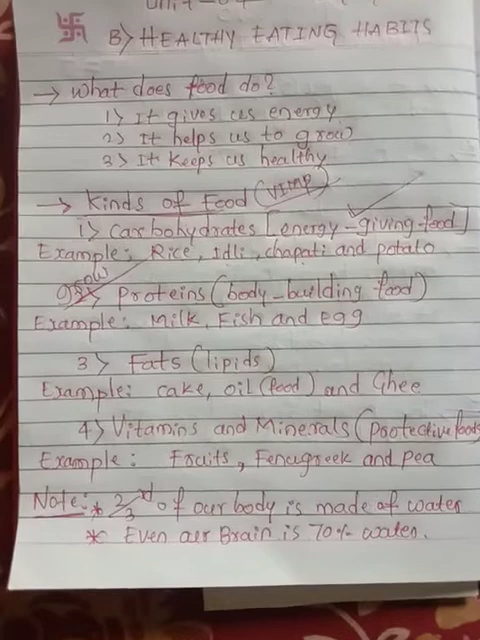 Unit - 04
B> HEALTHY EATING HABITS
→ What does food do?
1) It gives us energy
2) It helps us to grow
3) It keeps us healthy
→ Kinds of Food (VIMP)
1) Carbohydrates [energy-giving-food]
Example: Rice, Idli, chapati and potato
grow
2) Proteins (body-building food)
Example: Milk, Fish and egg
3) Fats (lipids)
Example: cake, oil (food) and Ghee
4) Vitamins and Minerals (protective foods
Example: Fruits, Fenugreek and pea
Note: * 2/3rd of our body is made of water
* Even our Brain is 70% water.